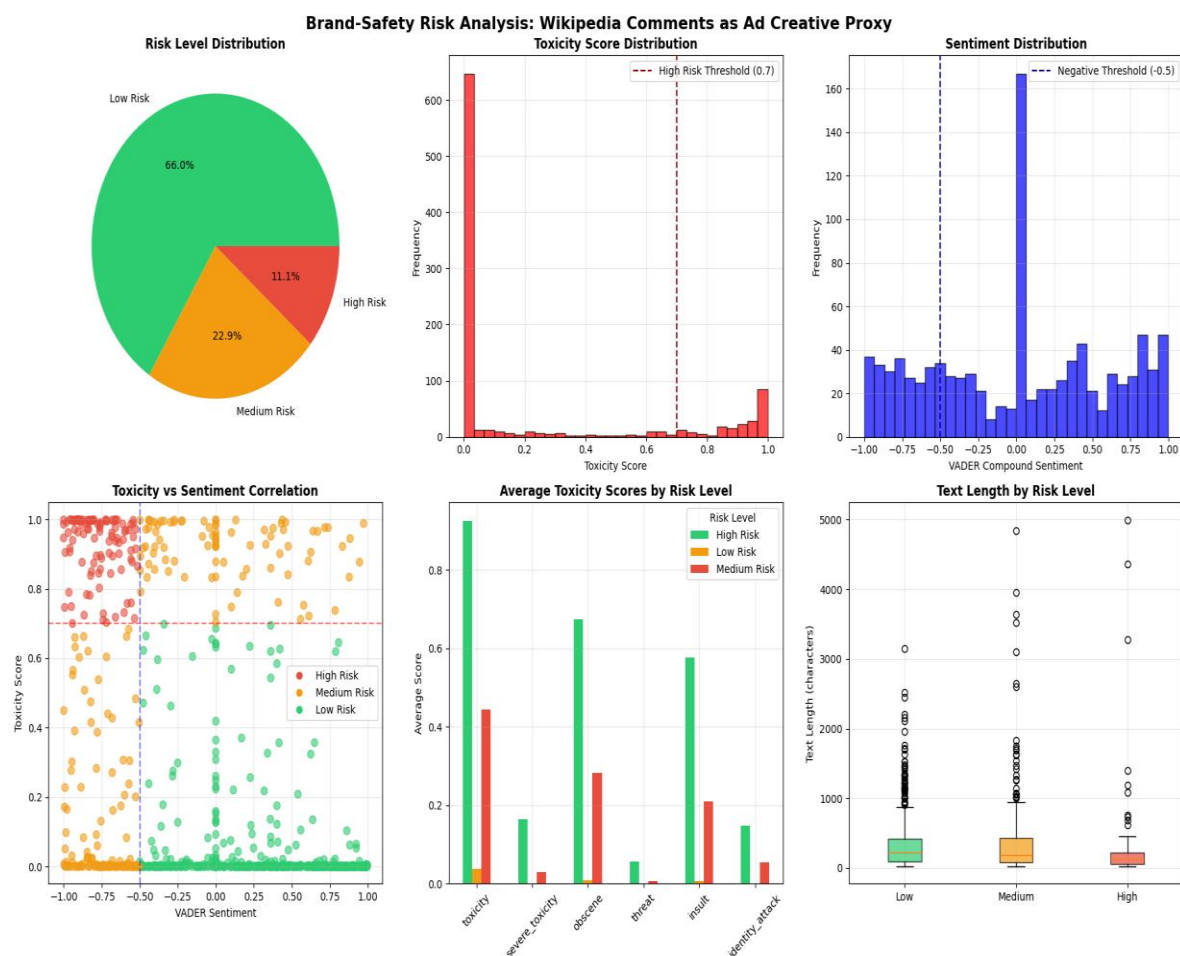 Brand-Safety Risk Analysis: Wikipedia Comments as Ad Creative Proxy
Risk Level Distribution
Low Risk
66.0%
11.1%
High Risk
22.9%
Medium Risk
Toxicity Score Distribution
High Risk Threshold (0.7)
Frequency
600
500
400
300
200
100
0
0.0 0.2 0.4 0.6 0.8 1.0
Toxicity Score
Sentiment Distribution
Negative Threshold (-0.5)
Frequency
160
140
120
100
80
60
40
20
0
−1.00 −0.75 −0.50 −0.25 0.00 0.25 0.50 0.75 1.00
VADER Compound Sentiment
Toxicity vs Sentiment Correlation
Toxicity Score
1.0
0.8
0.6
0.4
0.2
0.0
High Risk
Medium Risk
Low Risk
−1.00 −0.75 −0.50 −0.25 0.00 0.25 0.50 0.75 1.00
VADER Sentiment
Average Toxicity Scores by Risk Level
Risk Level
High Risk
Low Risk
Medium Risk
Average Score
0.8
0.6
0.4
0.2
0.0
toxicity
severe_toxicity
obscene
threat
insult
identity_attack
Text Length by Risk Level
Text Length (characters)
5000
4000
3000
2000
1000
0
Low Medium High